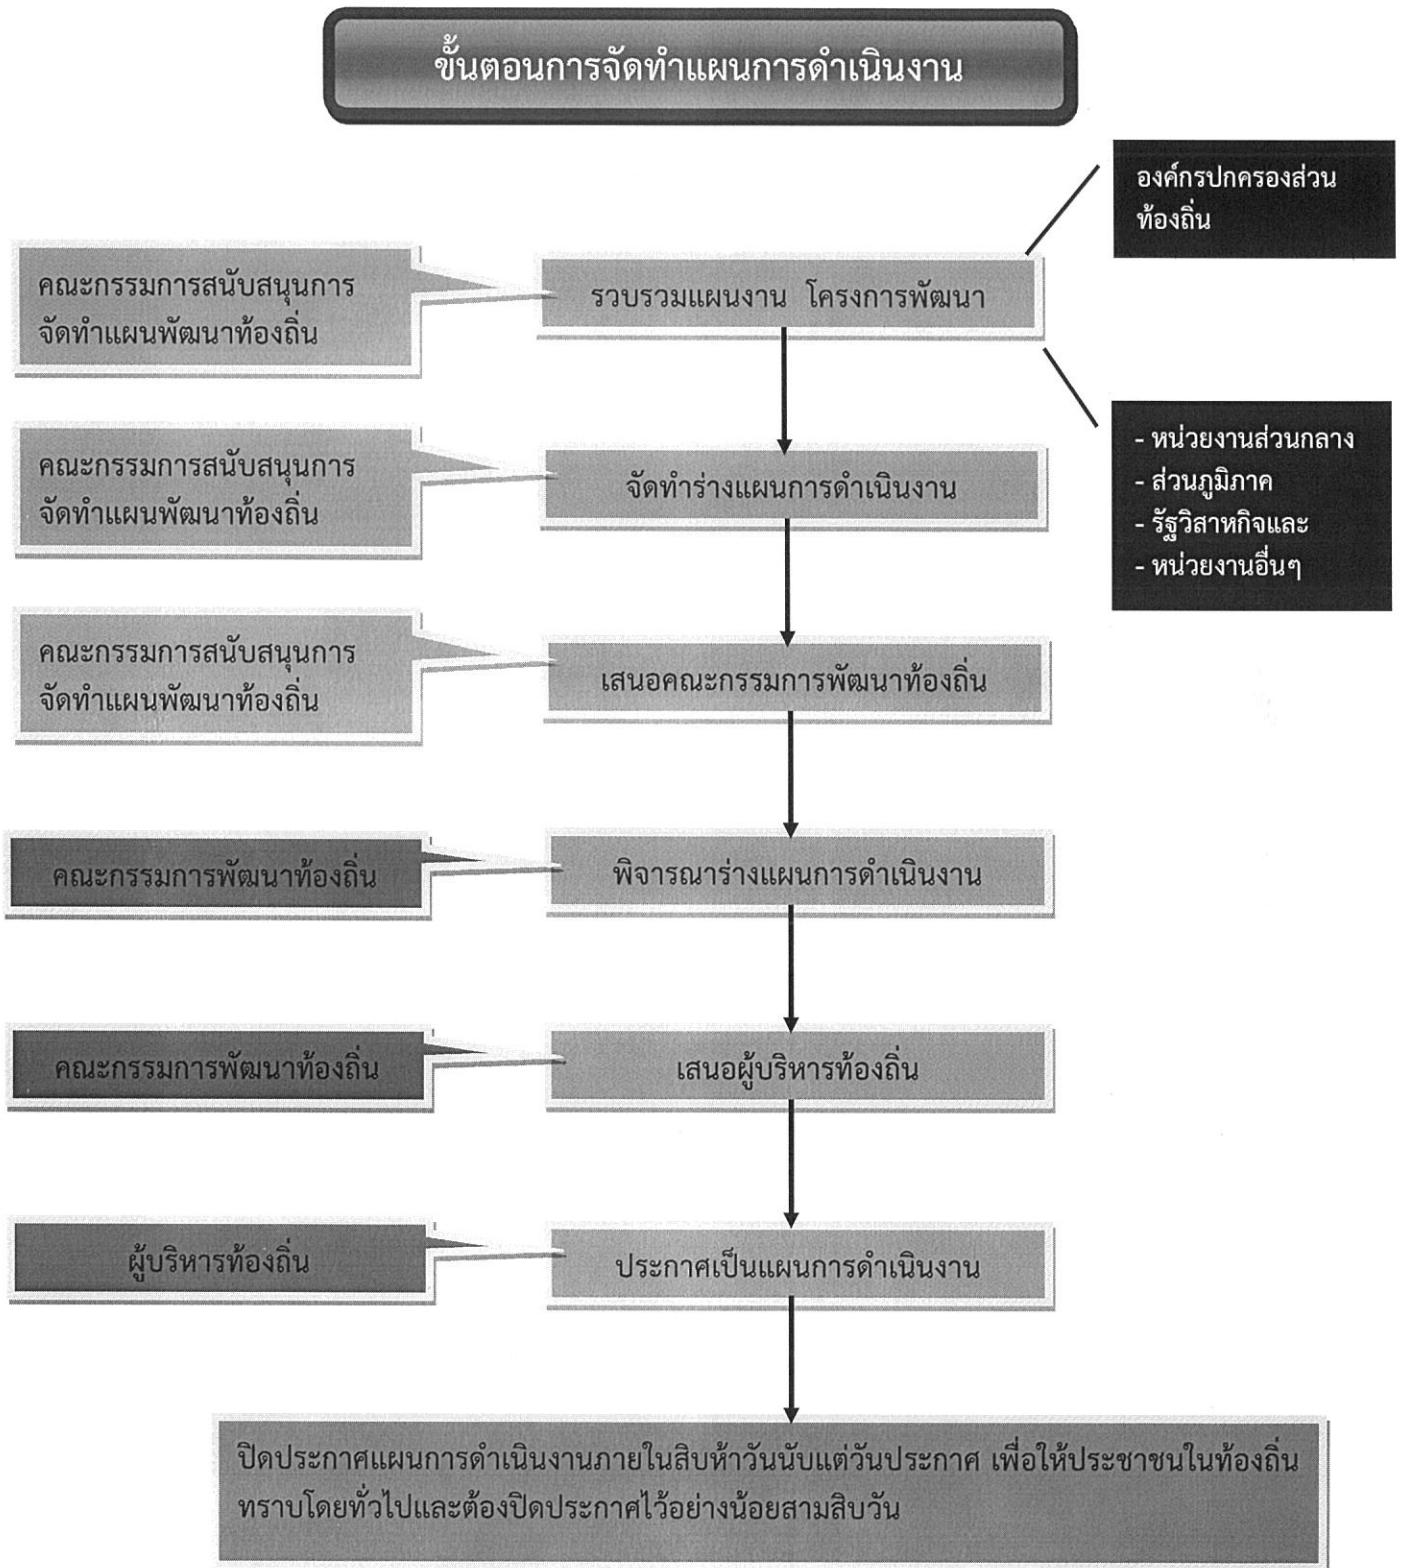 ขั้นตอนการจัดทำแผนการดำเนินงาน
องค์กรปกครองส่วน
ท้องถิ่น
คณะกรรมการสนับสนุนการ
จัดทำแผนพัฒนาท้องถิ่น
รวบรวมแผนงาน โครงการพัฒนา
- หน่วยงานส่วนกลาง
- ส่วนภูมิภาค
- รัฐวิสาหกิจและ
- หน่วยงานอื่นๆ
คณะกรรมการสนับสนุนการ
จัดทำแผนพัฒนาท้องถิ่น
จัดทำร่างแผนการดำเนินงาน
คณะกรรมการสนับสนุนการ
จัดทำแผนพัฒนาท้องถิ่น
เสนอคณะกรรมการพัฒนาท้องถิ่น
คณะกรรมการพัฒนาท้องถิ่น
พิจารณาร่างแผนการดำเนินงาน
คณะกรรมการพัฒนาท้องถิ่น
เสนอผู้บริหารท้องถิ่น
ผู้บริหารท้องถิ่น
ประกาศเป็นแผนการดำเนินงาน
ปิดประกาศแผนการดำเนินงานภายในสิบห้าวันนับแต่วันประกาศ เพื่อให้ประชาชนในท้องถิ่น
ทราบโดยทั่วไปและต้องปิดประกาศไว้อย่างน้อยสามสิบวัน